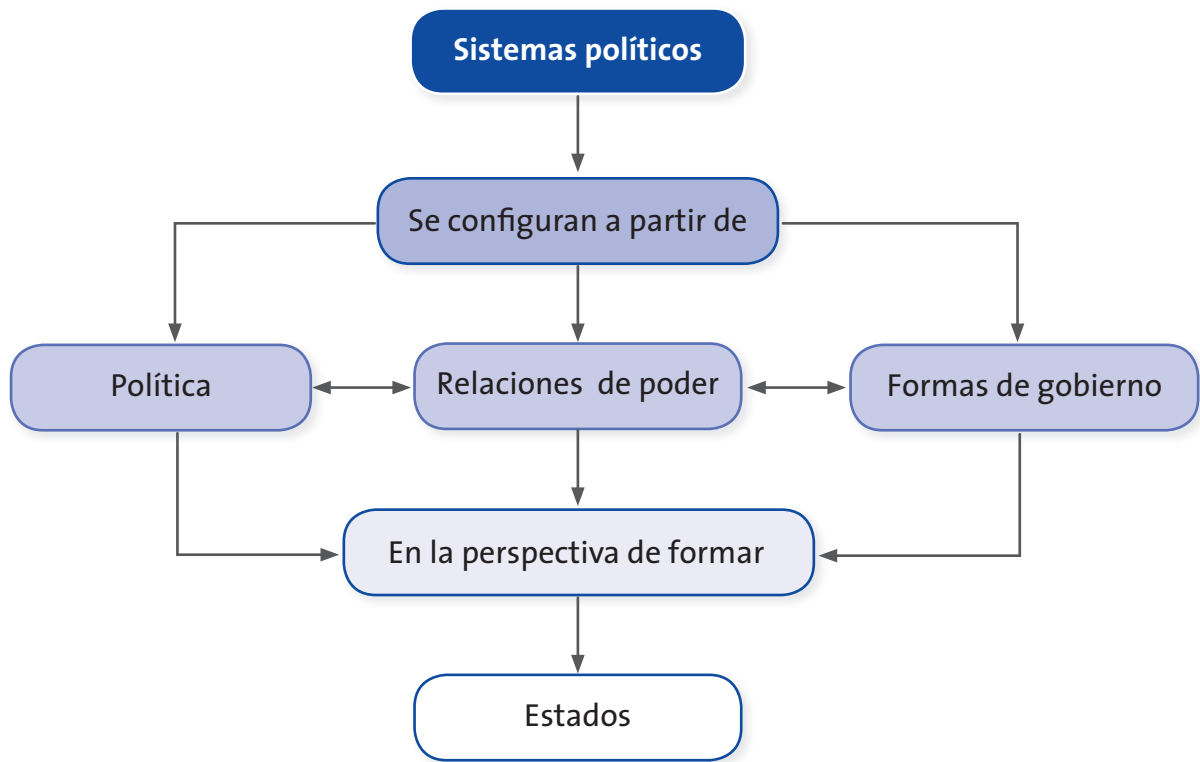 Sistemas políticos
Se configuran a partir de
Política
Relaciones de poder
Formas de gobierno
En la perspectiva de formar
Estados